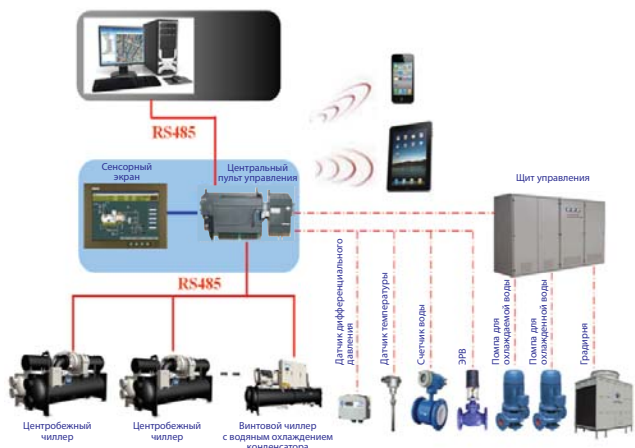 RS485
Сенсорный
экран
Центральный
пульт управления
Щит управления
RS485
Датчик дифференциального
давления
Датчик температуры
Счетчик воды
ЭРВ
Помпа для
охлаждаемой воды
Помпа для
охлажденной воды
Градирня
Центробежный
чиллер
Центробежный
чиллер
Винтовой чиллер
с водяным охлаждением
конденсатора